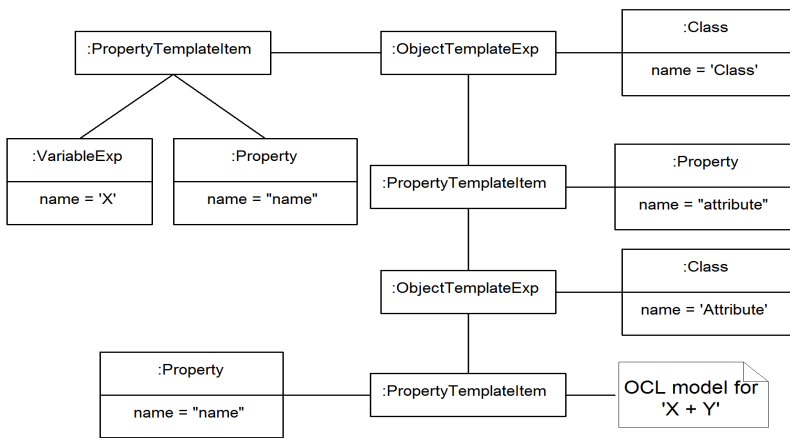 :PropertyTemplateItem
:ObjectTemplateExp
:Class
name = 'Class'
:VariableExp
name = 'X'
:Property
name = "name"
:PropertyTemplateItem
:Property
name = "attribute"
:ObjectTemplateExp
:Class
name = 'Attribute'
:Property
name = "name"
:PropertyTemplateItem
OCL model for
'X + Y'